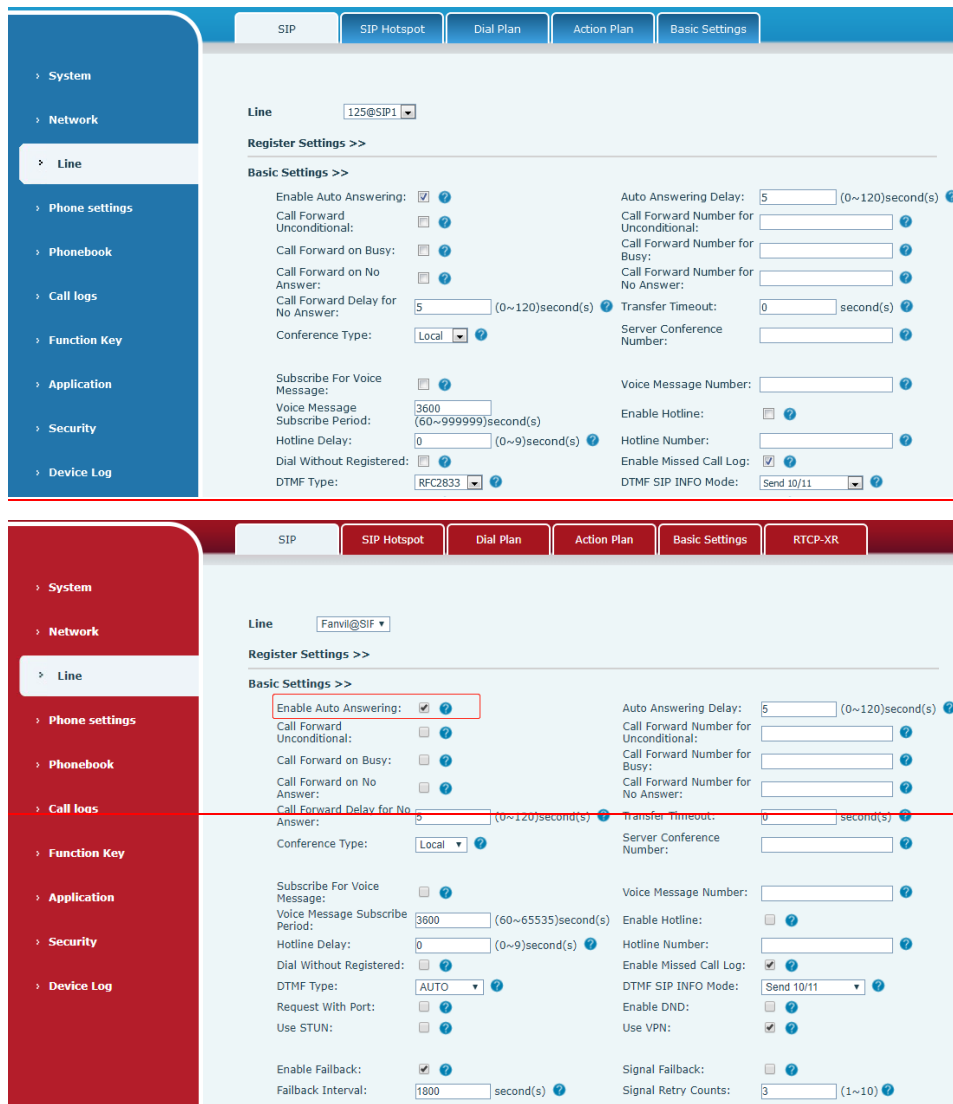 SIP SIP Hotspot Dial Plan Action Plan Basic Settings
› System
› Network
Line
› Phone settings
› Phonebook
› Call logs
› Function Key
› Application
› Security
› Device Log
Line 125@SIP1
Register Settings >>
Basic Settings >>
Enable Auto Answering: ? Auto Answering Delay: 5 (0~120)second(s)
Call Forward Unconditional: ? Call Forward Number for Unconditional: ?
Call Forward on Busy: ? Call Forward Number for Busy: ?
Call Forward on No Answer: ? Call Forward Number for No Answer: ?
Call Forward Delay for No Answer: 5 (0~120)second(s) ? Transfer Timeout: 0 second(s) ?
Conference Type: Local ? Server Conference Number: ?
Subscribe For Voice Message: ? Voice Message Number: ?
Voice Message Subscribe Period: 3600 (60~999999)second(s) Enable Hotline: ?
Hotline Delay: 0 (0~9)second(s) ? Hotline Number: ?
Dial Without Registered: ? Enable Missed Call Log: ?
DTMF Type: RFC2833 ? DTMF SIP INFO Mode: Send 10/11 ?
SIP SIP Hotspot Dial Plan Action Plan Basic Settings RTCP-XR
› System
› Network
Line
› Phone settings
› Phonebook
› Call logs
› Function Key
› Application
› Security
› Device Log
Line Fanvil@SIF
Register Settings >>
Basic Settings >>
Enable Auto Answering: ? Auto Answering Delay: 5 (0~120)second(s) ?
Call Forward Unconditional: ? Call Forward Number for Unconditional: ?
Call Forward on Busy: ? Call Forward Number for Busy: ?
Call Forward on No Answer: ? Call Forward Number for No Answer: ?
Call Forward Delay for No Answer: 5 (0~120)second(s) ? Transfer Timeout: 0 second(s) ?
Conference Type: Local ? Server Conference Number: ?
Subscribe For Voice Message: ? Voice Message Number: ?
Voice Message Subscribe Period: 3600 (60~65535)second(s) Enable Hotline: ?
Hotline Delay: 0 (0~9)second(s) ? Hotline Number: ?
Dial Without Registered: ? Enable Missed Call Log: ?
DTMF Type: AUTO ? DTMF SIP INFO Mode: Send 10/11 ?
Request With Port: ? Enable DND: ?
Use STUN: ? Use VPN: ?
Enable Failback: ? Signal Failback: ?
Failback Interval: 1800 second(s) ? Signal Retry Counts: 3 (1~10) ?